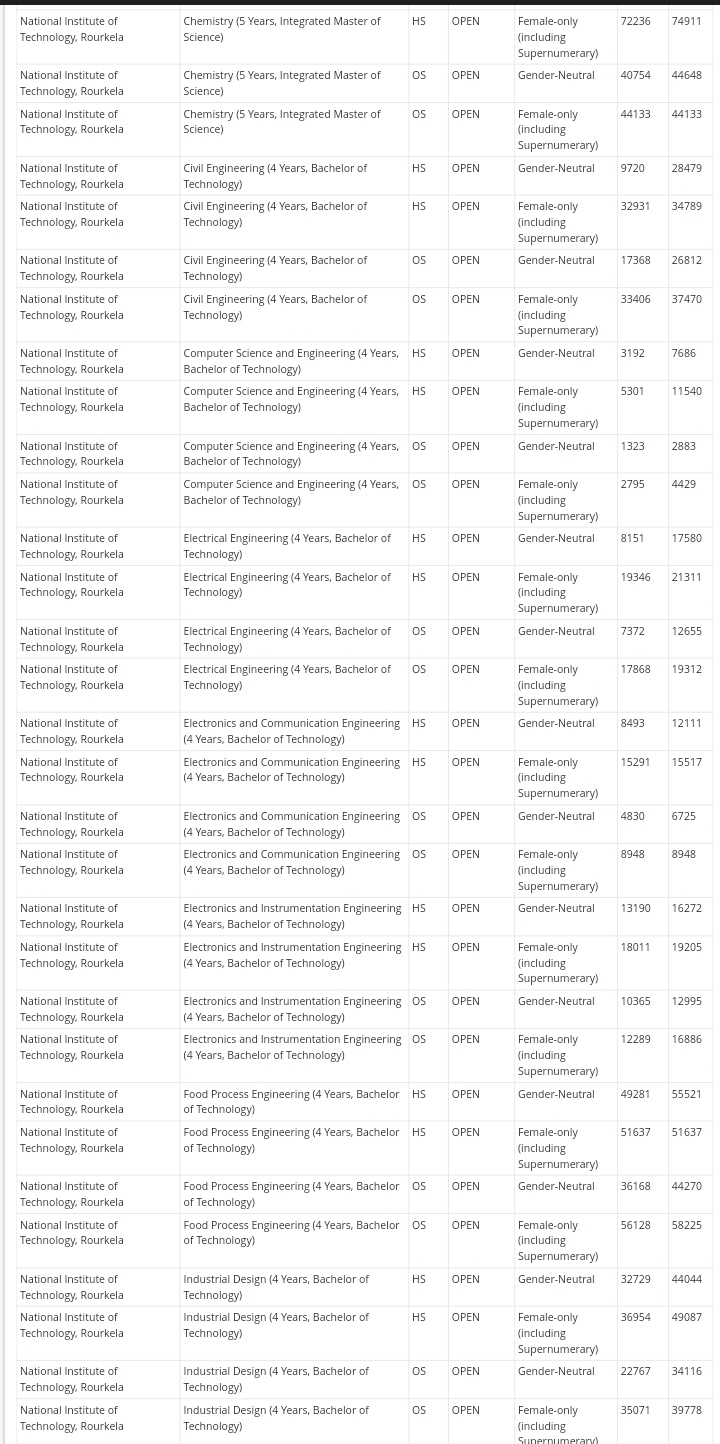 National Institute of Technology, Rourkela Chemistry (5 Years, Integrated Master of Science) HS OPEN Female-only (including Supernumerary) 72236 74911
National Institute of Technology, Rourkela Chemistry (5 Years, Integrated Master of Science) OS OPEN Gender-Neutral 40754 44648
National Institute of Technology, Rourkela Chemistry (5 Years, Integrated Master of Science) OS OPEN Female-only (including Supernumerary) 44133 44133
National Institute of Technology, Rourkela Civil Engineering (4 Years, Bachelor of Technology) HS OPEN Gender-Neutral 9720 28479
National Institute of Technology, Rourkela Civil Engineering (4 Years, Bachelor of Technology) HS OPEN Female-only (including Supernumerary) 32931 34789
National Institute of Technology, Rourkela Civil Engineering (4 Years, Bachelor of Technology) OS OPEN Gender-Neutral 17368 26812
National Institute of Technology, Rourkela Civil Engineering (4 Years, Bachelor of Technology) OS OPEN Female-only (including Supernumerary) 33406 37470
National Institute of Technology, Rourkela Computer Science and Engineering (4 Years, Bachelor of Technology) HS OPEN Gender-Neutral 3192 7686
National Institute of Technology, Rourkela Computer Science and Engineering (4 Years, Bachelor of Technology) HS OPEN Female-only (including Supernumerary) 5301 11540
National Institute of Technology, Rourkela Computer Science and Engineering (4 Years, Bachelor of Technology) OS OPEN Gender-Neutral 1323 2883
National Institute of Technology, Rourkela Computer Science and Engineering (4 Years, Bachelor of Technology) OS OPEN Female-only (including Supernumerary) 2795 4429
National Institute of Technology, Rourkela Electrical Engineering (4 Years, Bachelor of Technology) HS OPEN Gender-Neutral 8151 17580
National Institute of Technology, Rourkela Electrical Engineering (4 Years, Bachelor of Technology) HS OPEN Female-only (including Supernumerary) 19346 21311
National Institute of Technology, Rourkela Electrical Engineering (4 Years, Bachelor of Technology) OS OPEN Gender-Neutral 7372 12655
National Institute of Technology, Rourkela Electrical Engineering (4 Years, Bachelor of Technology) OS OPEN Female-only (including Supernumerary) 17868 19312
National Institute of Technology, Rourkela Electronics and Communication Engineering (4 Years, Bachelor of Technology) HS OPEN Gender-Neutral 8493 12111
National Institute of Technology, Rourkela Electronics and Communication Engineering (4 Years, Bachelor of Technology) HS OPEN Female-only (including Supernumerary) 15291 15517
National Institute of Technology, Rourkela Electronics and Communication Engineering (4 Years, Bachelor of Technology) OS OPEN Gender-Neutral 4830 6725
National Institute of Technology, Rourkela Electronics and Communication Engineering (4 Years, Bachelor of Technology) OS OPEN Female-only (including Supernumerary) 8948 8948
National Institute of Technology, Rourkela Electronics and Instrumentation Engineering (4 Years, Bachelor of Technology) HS OPEN Gender-Neutral 13190 16272
National Institute of Technology, Rourkela Electronics and Instrumentation Engineering (4 Years, Bachelor of Technology) HS OPEN Female-only (including Supernumerary) 18011 19205
National Institute of Technology, Rourkela Electronics and Instrumentation Engineering (4 Years, Bachelor of Technology) OS OPEN Gender-Neutral 10365 12995
National Institute of Technology, Rourkela Electronics and Instrumentation Engineering (4 Years, Bachelor of Technology) OS OPEN Female-only (including Supernumerary) 12289 16886
National Institute of Technology, Rourkela Food Process Engineering (4 Years, Bachelor of Technology) HS OPEN Gender-Neutral 49281 55521
National Institute of Technology, Rourkela Food Process Engineering (4 Years, Bachelor of Technology) HS OPEN Female-only (including Supernumerary) 51637 51637
National Institute of Technology, Rourkela Food Process Engineering (4 Years, Bachelor of Technology) OS OPEN Gender-Neutral 36168 44270
National Institute of Technology, Rourkela Food Process Engineering (4 Years, Bachelor of Technology) OS OPEN Female-only (including Supernumerary) 56128 58225
National Institute of Technology, Rourkela Industrial Design (4 Years, Bachelor of Technology) HS OPEN Gender-Neutral 32729 44044
National Institute of Technology, Rourkela Industrial Design (4 Years, Bachelor of Technology) HS OPEN Female-only (including Supernumerary) 36954 49087
National Institute of Technology, Rourkela Industrial Design (4 Years, Bachelor of Technology) OS OPEN Gender-Neutral 22767 34116
National Institute of Technology, Rourkela Industrial Design (4 Years, Bachelor of Technology) OS OPEN Female-only (including Supernumerary) 35071 39778